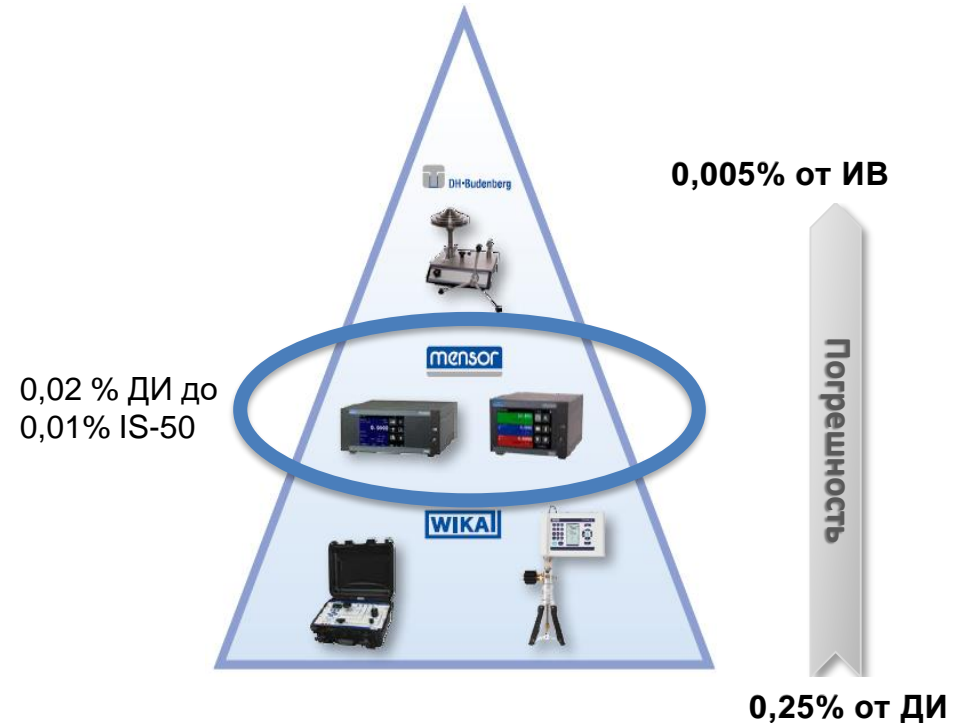 DH-Budenberg
0,005% от ИВ
mensor
0,02 % ДИ до
0,01% IS-50
Погрешность
WIKAI
0,25% от ДИ